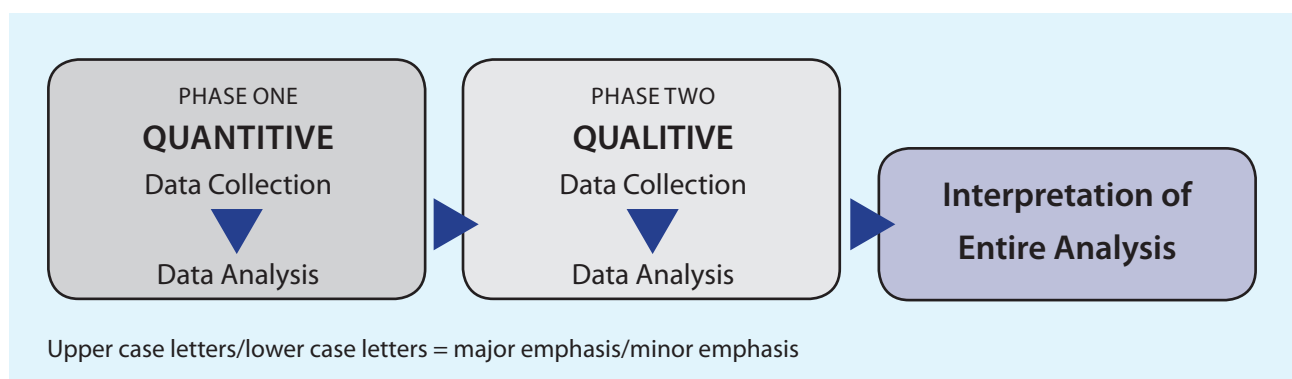 PHASE ONE
QUANTITIVE
Data Collection
Data Analysis
PHASE TWO
QUALITIVE
Data Collection
Data Analysis
Interpretation of
Entire Analysis
Upper case letters/lower case letters = major emphasis/minor emphasis